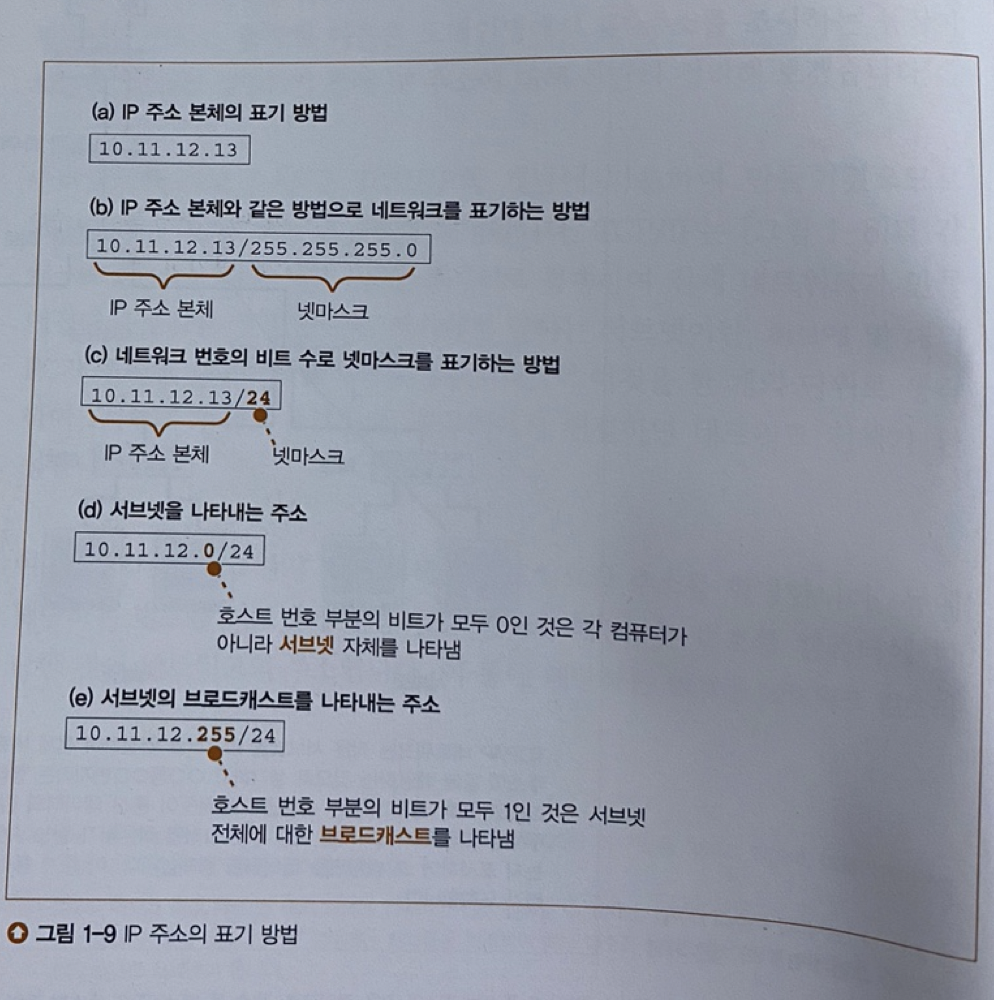 (a) IP 주소 본체의 표기 방법
10.11.12.13
(b) IP 주소 본체와 같은 방법으로 네트워크를 표기하는 방법
10.11.12.13/255.255.255.0
IP 주소 본체 넷마스크
(c) 네트워크 번호의 비트 수로 넷마스크를 표기하는 방법
10.11.12.13/24
IP 주소 본체 넷마스크
(d) 서브넷을 나타내는 주소
10.11.12.0/24
호스트 번호 부분의 비트가 모두 0인 것은 각 컴퓨터가
아니라 서브넷 자체를 나타냄
(e) 서브넷의 브로드캐스트를 나타내는 주소
10.11.12.255/24
호스트 번호 부분의 비트가 모두 1인 것은 서브넷
전체에 대한 브로드캐스트를 나타냄
그림 1-9 IP 주소의 표기 방법